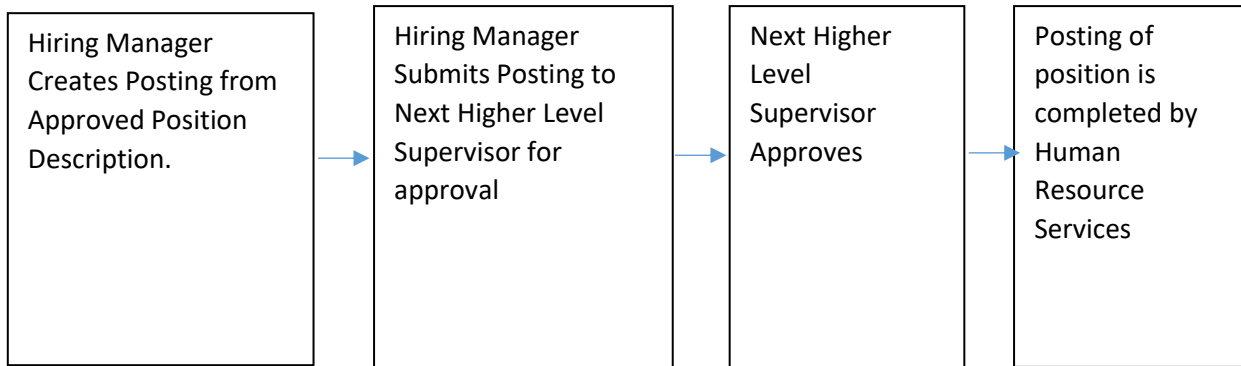 Hiring Manager
Creates Posting from
Approved Position
Description.
Hiring Manager
Submits Posting to
Next Higher Level
Supervisor for
approval
Next Higher
Level
Supervisor
Approves
Posting of
position is
completed by
Human
Resource
Services